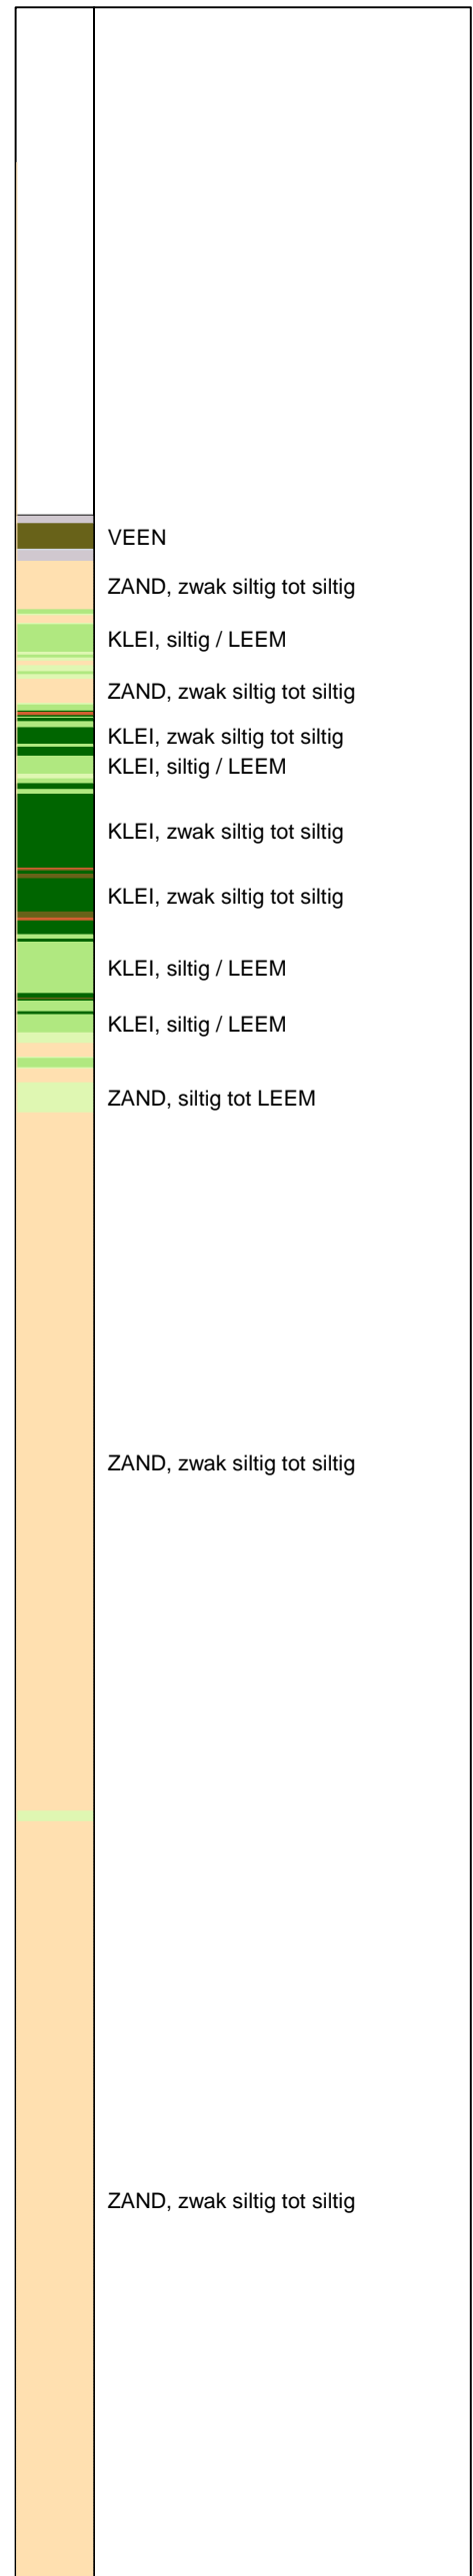 VEEN
ZAND, zwak siltig tot siltig
KLEI, siltig / LEEM
ZAND, zwak siltig tot siltig
KLEI, zwak siltig tot siltig
KLEI, siltig / LEEM
KLEI, zwak siltig tot siltig
KLEI, zwak siltig tot siltig
KLEI, siltig / LEEM
KLEI, siltig / LEEM
ZAND, siltig tot LEEM
ZAND, zwak siltig tot siltig
ZAND, zwak siltig tot siltig